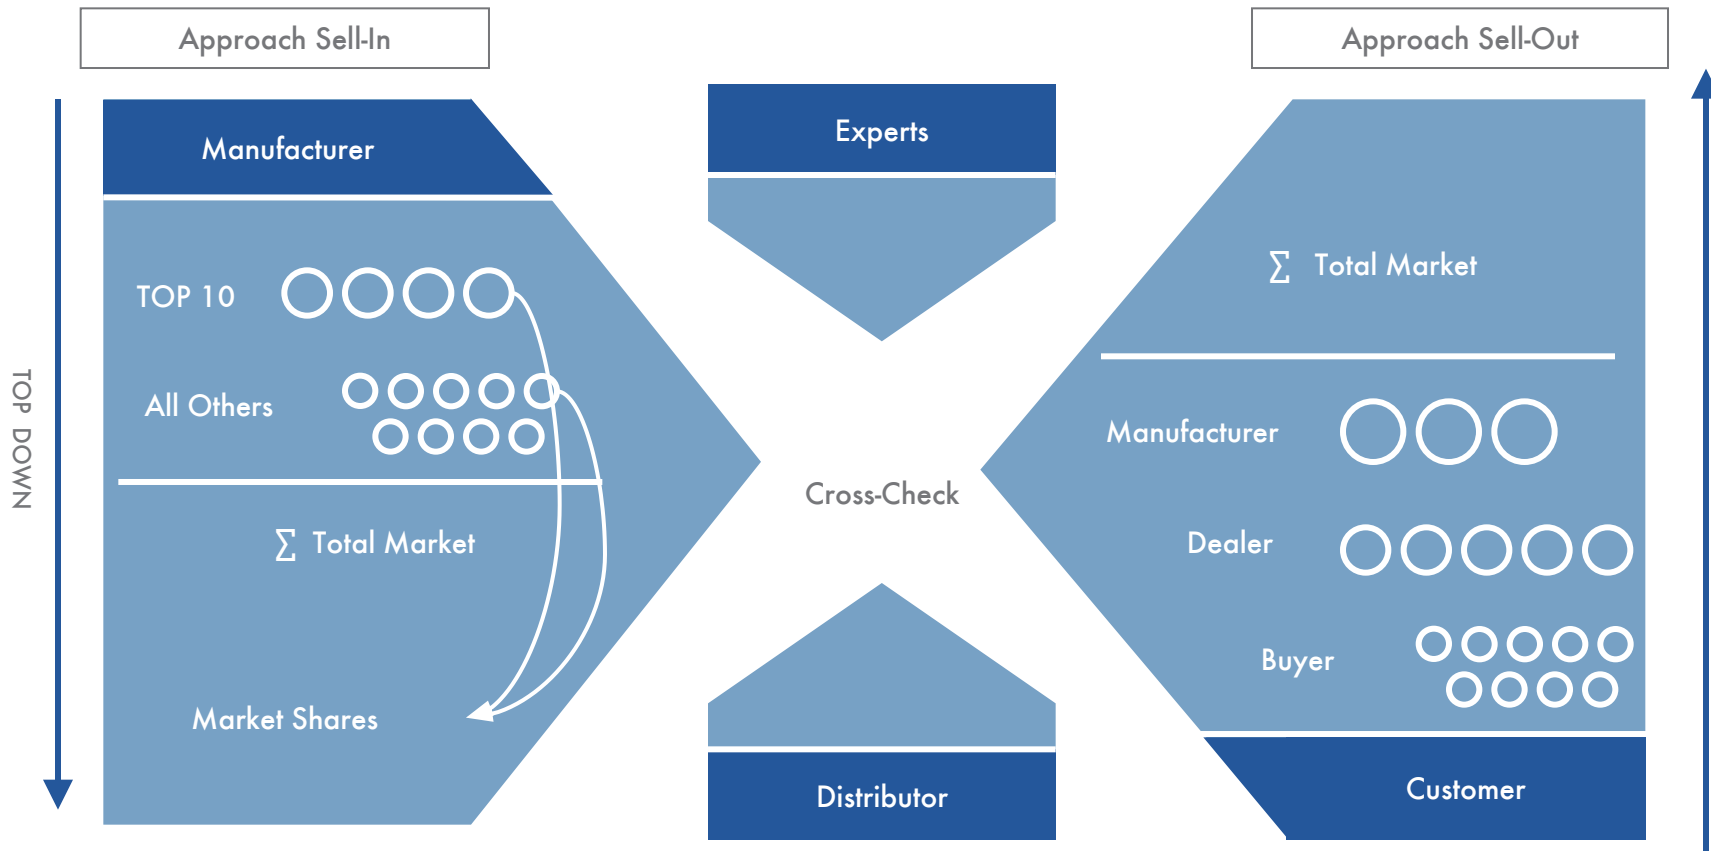 Approach Sell-In
Approach Sell-Out
Manufacturer
TOP 10
All Others
∑ Total Market
Market Shares
TOP DOWN
Experts
Cross-Check
Distributor
∑ Total Market
Manufacturer
Dealer
Buyer
Customer